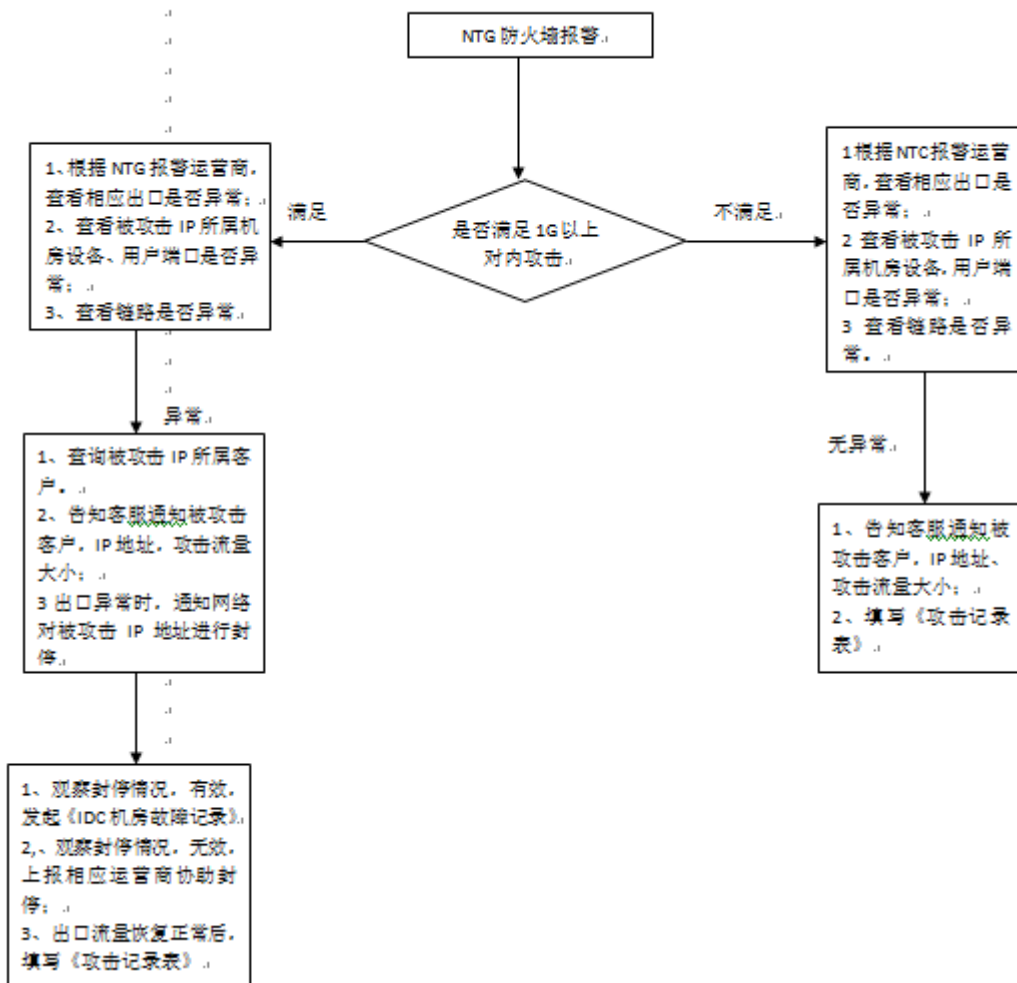 NTG 防火墙报警
1、根据 NTG 报警运营商，
查看相应出口是否异常；
2、查看被攻击 IP 所属机
房设备、用户端口是否异
常；
3、查看链路是否异常
满足
是否满足 1G 以上
对内攻击
不满足
1 根据 NTC 报警运营
商，查看相应出口是
否异常；
2 查看被攻击 IP 所
属机房设备，用户端
口是否异常；
3 查看链路是否异
常。
异常
1、查询被攻击 IP 所属客
户。
2、告知客服通知被攻击
客户，IP 地址，攻击流量
大小；
3 出口异常时，通知网络
对被攻击 IP 地址进行封
停
无异常
1、告知客服通知被
攻击客户，IP 地址、
攻击流量大小；
2、填写《攻击记录
表》
1、观察封停情况，有效，
发起《IDC 机房故障记录》
2,、观察封停情况，无效，
上报相应运营商协助封
停；
3、出口流量恢复正常后，
填写《攻击记录表》